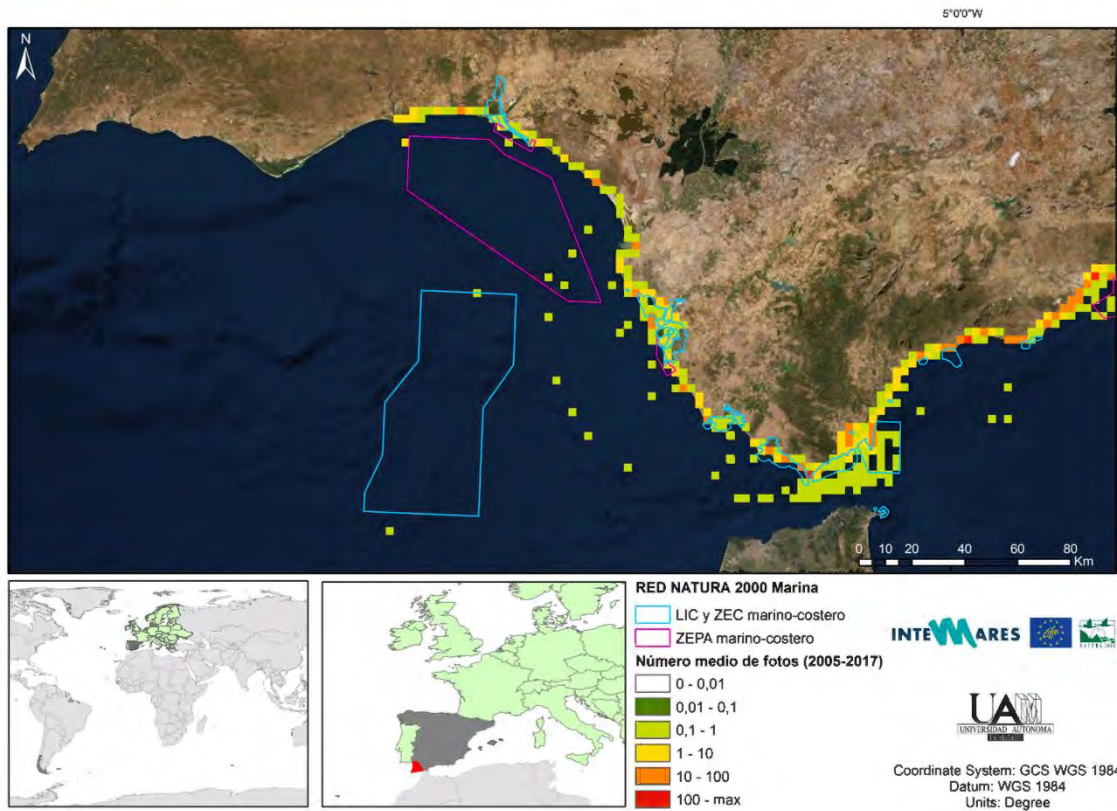 5°0'0"W
N
0 10 20 40 60 80
Km
RED NATURA 2000 Marina
LIC y ZEC marino-costero
ZEPA marino-costero
Número medio de fotos (2005-2017)
0 - 0,01
0,01 - 0,1
0,1 - 1
1 - 10
10 - 100
100 - max
INTEMARES
Life
UAM
UNIVERSIDAD AUTONOMA
Coordinate System: GCS WGS 1984
Datum: WGS 1984
Units: Degree